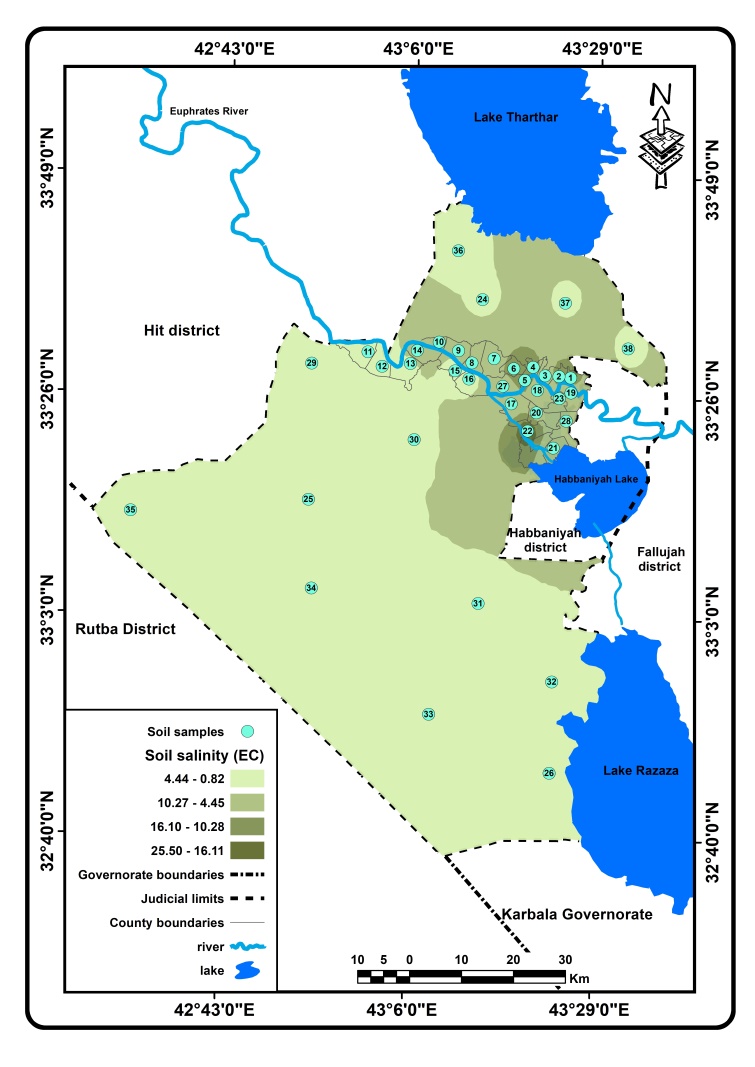 42°43'0"E 43°6'0"E 43°29'0"E
Euphrates River
Lake Tharthar
N
33°49'0"N
33°49'0"N
36
24
37
Hit district
38
29
11
12
14
13
10
9
15
16
8
7
6
4
5
3
2
1
27
18
19
23
17
20
28
22
21
33°26'0"N
33°26'0"N
30
Habbaniyah Lake
25
35
Habbaniyah
district
Fallujah
district
34
31
33°3'0"N
33°3'0"N
Rutba District
32
33
26
Lake Razaza
Soil samples
Soil salinity (EC)
4.44 - 0.82
10.27 - 4.45
16.10 - 10.28
25.50 - 16.11
Governorate boundaries
Judicial limits
County boundaries
river
lake
32°40'0"N
32°40'0"N
Karbala Governorate
10 5 0 10 20 30
Km
42°43'0"E 43°6'0"E 43°29'0"E